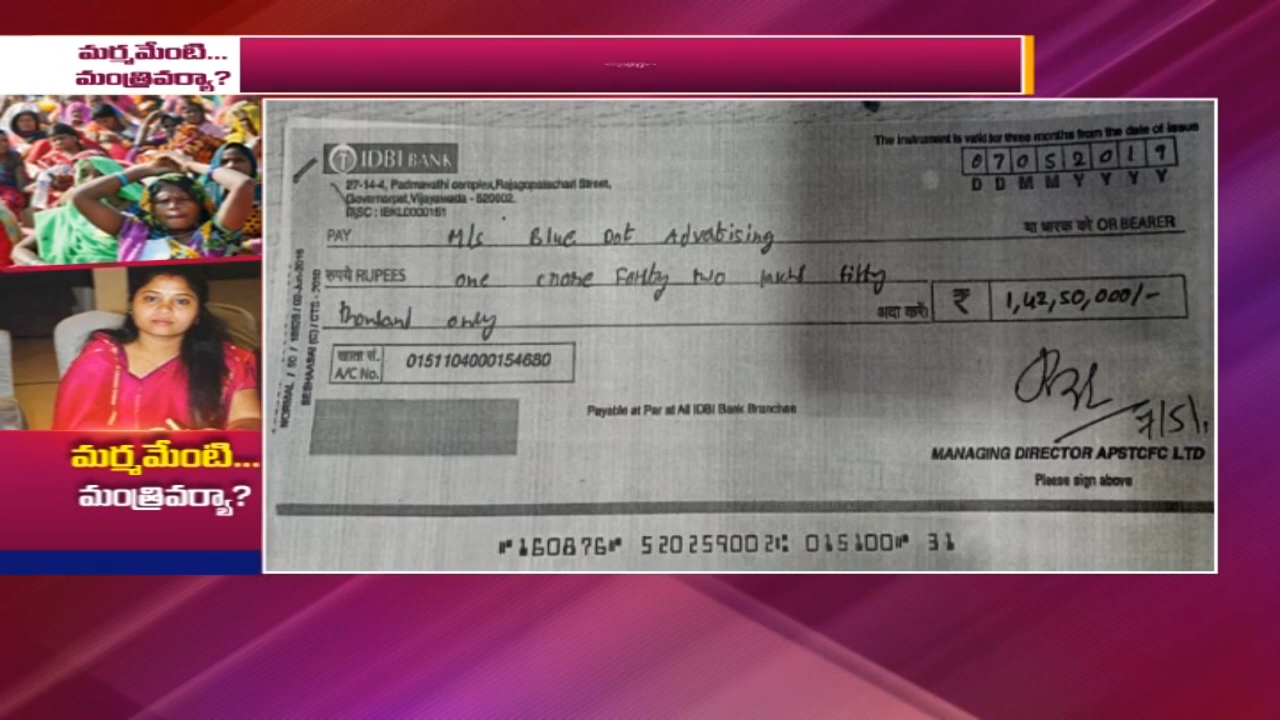 మర్మమేంటి...
మంత్రివర్యా?
The instrument is valid for three months from the date of issue
07052019
D D M M Y Y Y Y
IDBI BANK
27-14-4, Padmavathi complex,Rajagopalachari Street,
Governorpet,Vijayawada - 520002.
IFSC : IBKL0000151
PAY M/s Blue Dot Advatising या धारक को OR BEARER
रुपये RUPEES one crore Forty two lakhs fifty
thousand only अदा करें ₹ 1,42,50,000/-
खाता सं.
A/C No. 0151104000154680
Payable at Par at All IDBI Bank Branches
7/5/
MANAGING DIRECTOR APSTCFC LTD
Please sign above
⑈160876⑈ 520259002⑆ 015100⑈ 31
మర్మమేంటి...
మంత్రివర్యా?